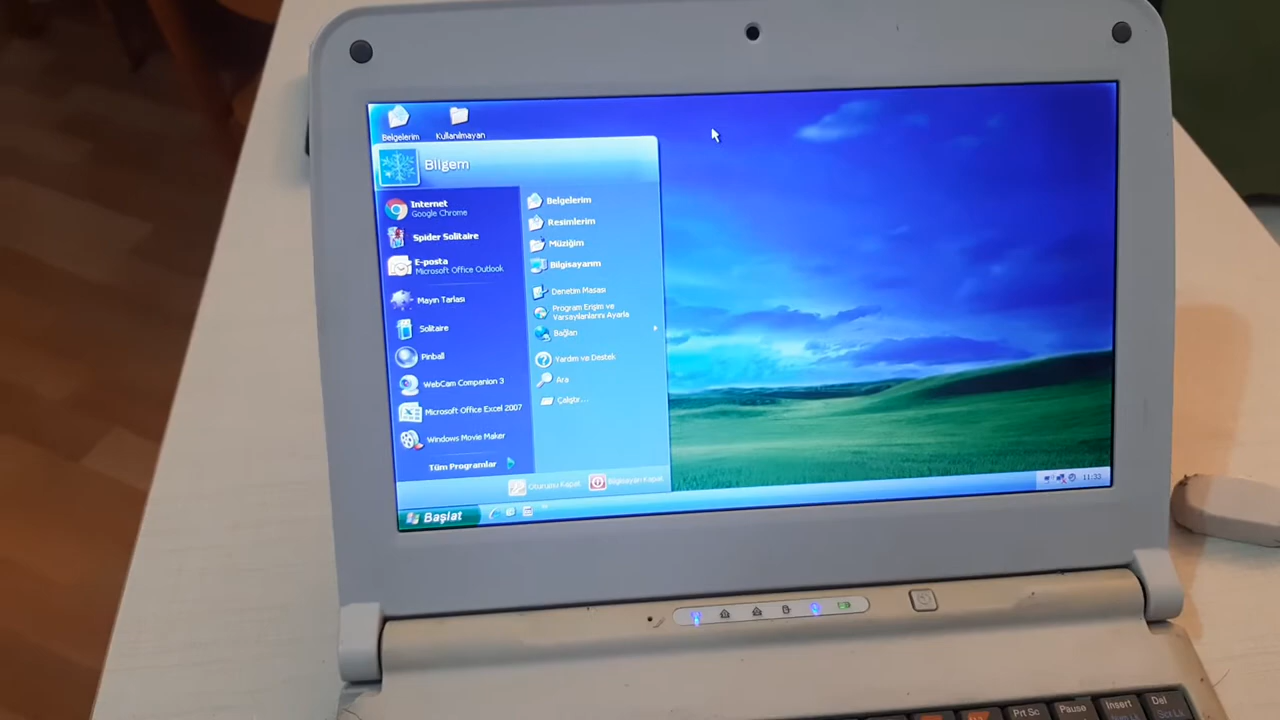 Belgelerim
Kullanılmayan
Bilgem
Internet
Google Chrome
Spider Solitaire
E-posta
Microsoft Office Outlook
Mayın Tarlası
Solitaire
Pinball
WebCam Companion 3
Microsoft Office Excel 2007
Windows Movie Maker
Tüm Programlar
Belgelerim
Resimlerim
Müziğim
Bilgisayarım
Denetim Masası
Program Erişim ve
Varsayılanlarını Ayarla
Bağlan
Yardım ve Destek
Ara
Çalıştır...
Oturumu Kapat
Bilgisayarı Kapat
Başlat
11:33
Prt Sc
Pause
Insert
Del